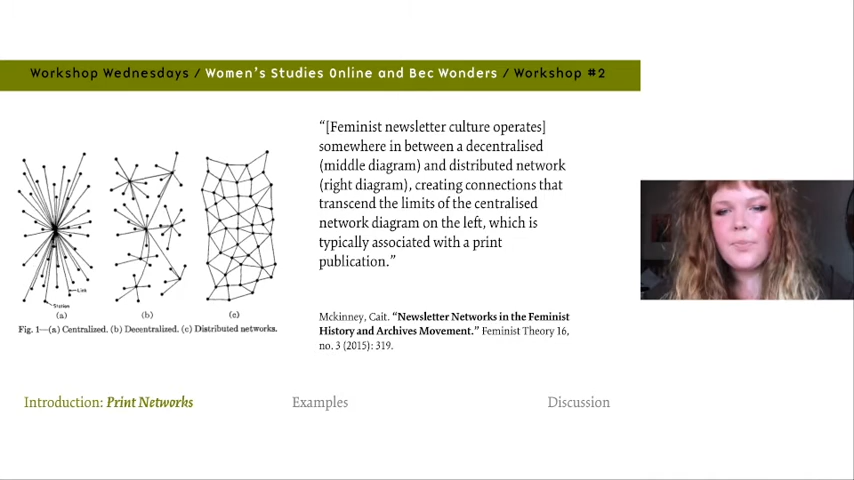 Workshop Wednesdays / Women's Studies Online and Bec Wonders / Workshop #2
"[Feminist newsletter culture operates]
somewhere in between a decentralised
(middle diagram) and distributed network
(right diagram), creating connections that
transcend the limits of the centralised
network diagram on the left, which is
typically associated with a print
publication."
Link
Station
(a)
(b)
(c)
Fig. 1—(a) Centralized. (b) Decentralized. (c) Distributed networks.
Mckinney, Cait. "Newsletter Networks in the Feminist
History and Archives Movement." Feminist Theory 16,
no. 3 (2015): 319.
Introduction: Print Networks
Examples
Discussion